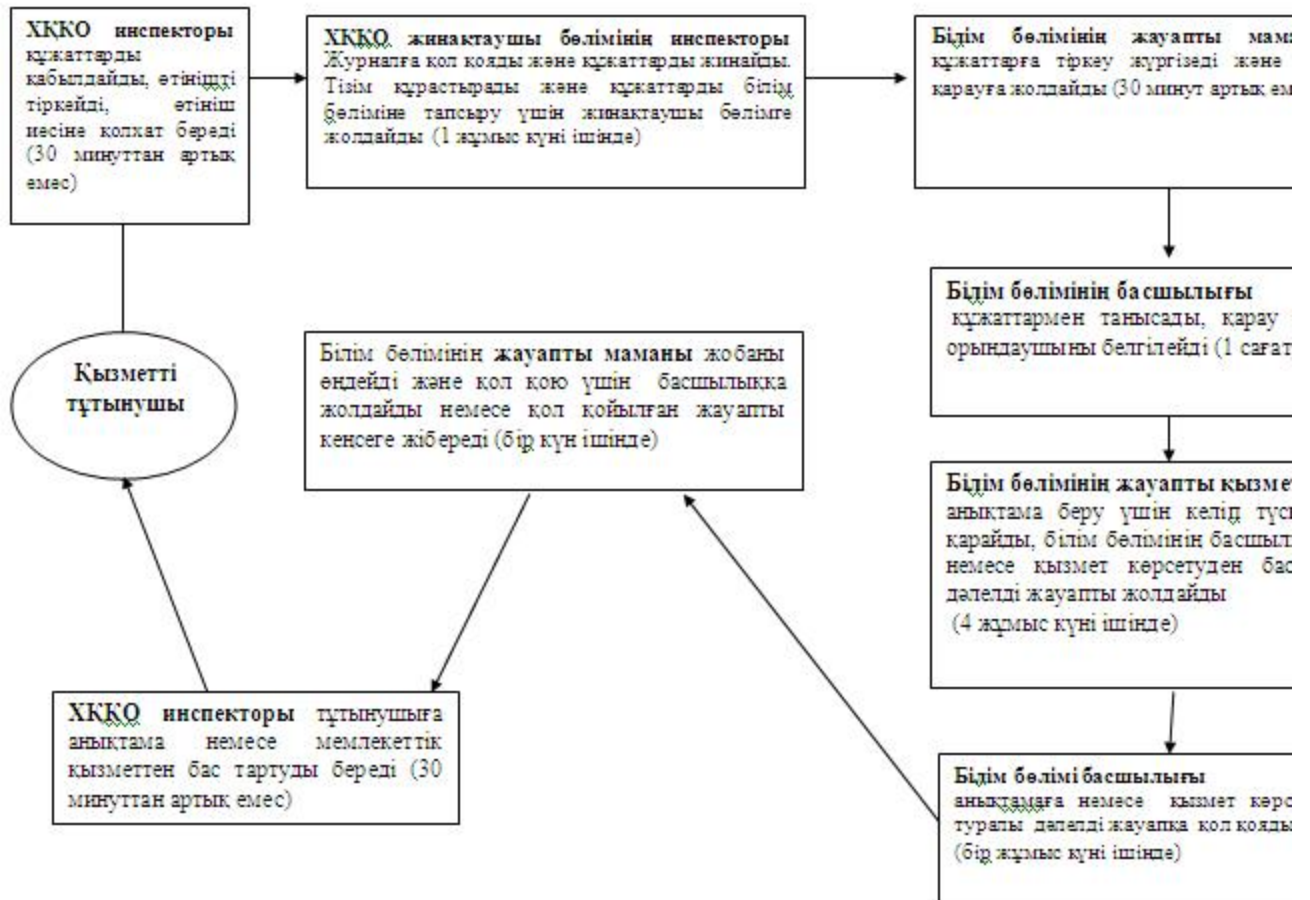 ХҚКО инспекторы
құжаттарды
қабылдайды, өтінішті
тіркейді, өтініш
иесіне қолхат береді
(30 минуттан артық
емес)
ХҚКО жинақтаушы бөлімінің инспекторы
Журналға қол қояды және құжаттарды жинайды.
Тізім құрастырады және құжаттарды білім
бөліміне тапсыру үшін жинақтаушы бөлімге
жолдайды (1 жұмыс күні ішінде)
Білім бөлімінің жауапты
құжаттарға тіркеу жүргізеді және
қарауға жолдайды (30 минут артық
Білім бөлімінің басшылығы
құжаттармен танысады, қарау
орындаушыны белгілейді (1 сағат
Білім бөлімінің жауапты
анықтама беру үшін келіп
қарайды, білім бөлімінің
немесе қызмет көрсетуден
дәлелді жауапты жолдайды
(4 жұмыс күні ішінде)
Білім бөлімі басшылығы
анықтамаға немесе қызмет
туралы дәлелді жауапқа қол қояды
(бір жұмыс күні ішінде)
Білім бөлімінің жауапты маманы жобаны
өңдейді және қол қою үшін басшылыққа
жолдайды немесе қол қойылған жауапты
кеңсеге жібереді (бір күн ішінде)
ХҚКО инспекторы тұтынушыға
анықтама немесе мемлекеттік
қызметтен бас тартуды береді (30
минуттан артық емес)
Қызметті
тұтынушы